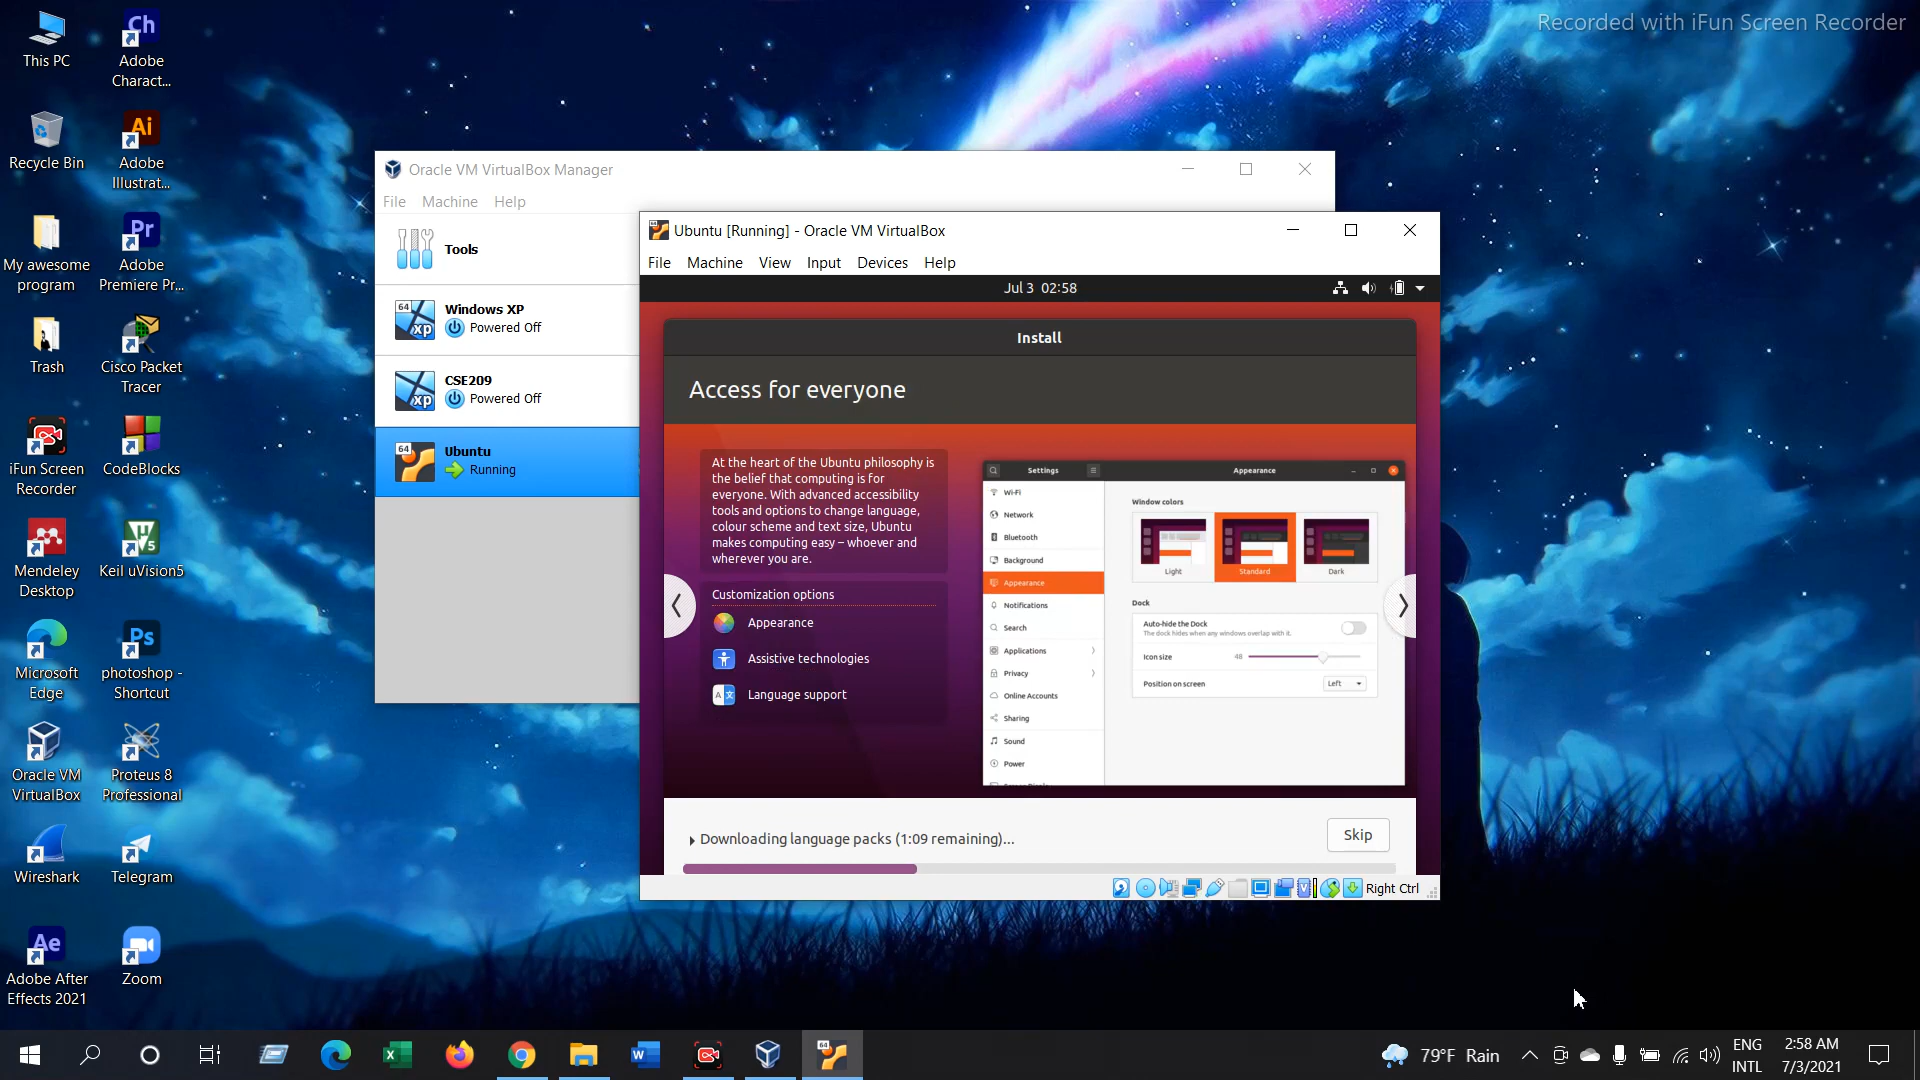 Recorded with iFun Screen Recorder
This PC
Adobe
Charact...
Recycle Bin
Adobe
Illustrat...
My awesome
program
Adobe
Premiere Pr...
Trash
Cisco Packet
Tracer
iFun Screen
Recorder
CodeBlocks
Mendeley
Desktop
Keil uVision5
Microsoft
Edge
photoshop -
Shortcut
Oracle VM
VirtualBox
Proteus 8
Professional
Wireshark
Telegram
Adobe After
Effects 2021
Zoom
Oracle VM VirtualBox Manager
File Machine Help
Tools
Windows XP
Powered Off
CSE209
Powered Off
Ubuntu
Running
Ubuntu [Running] - Oracle VM VirtualBox
File Machine View Input Devices Help
Jul 3 02:58
Install
Access for everyone
At the heart of the Ubuntu philosophy is
the belief that computing is for
everyone. With advanced accessibility
tools and options to change language,
colour scheme and text size, Ubuntu
makes computing easy – whoever and
wherever you are.
Customization options
Appearance
Assistive technologies
Language support
Settings
Appearance
Wi-Fi
Network
Bluetooth
Background
Appearance
Notifications
Search
Applications
Privacy
Online Accounts
Sharing
Sound
Power
Window colors
Light Standard Dark
Dock
Auto-hide the Dock
The dock hides when any windows overlap with it.
Icon size 48
Position on screen Left
Downloading language packs (1:09 remaining)...
Skip
Right Ctrl
79°F Rain
ENG
INTL
2:58 AM
7/3/2021